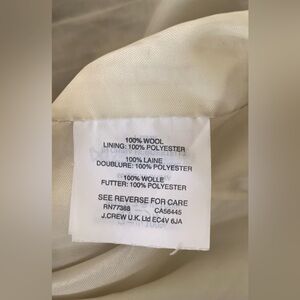 100% WOOL
LINING: 100% POLYESTER
100% LAINE
DOUBLURE: 100% POLYESTER
100% WOLLE
FUTTER: 100% POLYESTER
SEE REVERSE FOR CARE
RN77388 CA56445
J.CREW U.K. Ltd EC4V 6JA